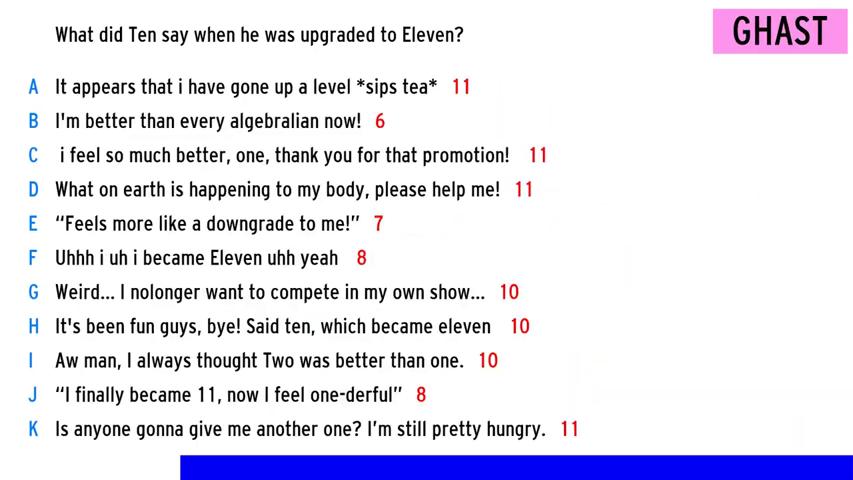 What did Ten say when he was upgraded to Eleven?
GHAST
A It appears that i have gone up a level *sips tea* 11
B I'm better than every algebralian now! 6
C i feel so much better, one, thank you for that promotion! 11
D What on earth is happening to my body, please help me! 11
E “Feels more like a downgrade to me!” 7
F Uhhh i uh i became Eleven uhh yeah 8
G Weird... I nolonger want to compete in my own show... 10
H It's been fun guys, bye! Said ten, which became eleven 10
I Aw man, I always thought Two was better than one. 10
J “I finally became 11, now I feel one-derful” 8
K Is anyone gonna give me another one? I’m still pretty hungry. 11